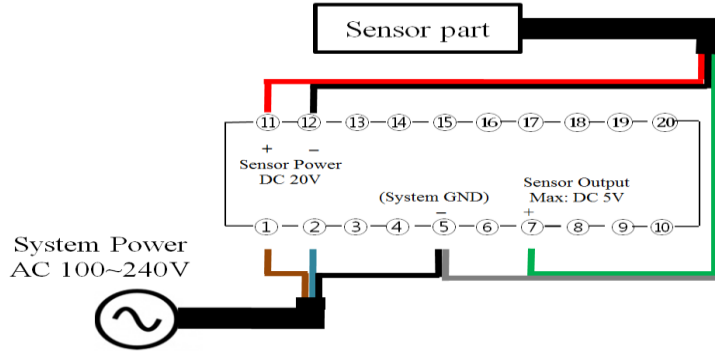 Sensor part
11 12 13 14 15 16 17 18 19 20
+ −
Sensor Power
DC 20V
Sensor Output
Max: DC 5V
(System GND)
− +
1 2 3 4 5 6 7 8 9 10
System Power
AC 100~240V